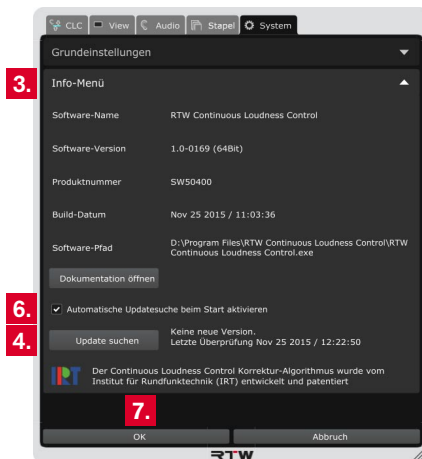 CLC View Audio Stapel System
Grundeinstellungen
3. Info-Menü
Software-Name RTW Continuous Loudness Control
Software-Version 1.0-0169 (64Bit)
Produktnummer SW50400
Build-Datum Nov 25 2015 / 11:03:36
Software-Pfad D:\Program Files\RTW Continuous Loudness Control\RTW
Continuous Loudness Control.exe
Dokumentation öffnen
6. Automatische Updatesuche beim Start aktivieren
Keine neue Version.
4. Update suchen Letzte Überprüfung Nov 25 2015 / 12:22:50
IRT Der Continuous Loudness Control Korrektur-Algorithmus wurde vom
Institut für Rundfunktechnik (IRT) entwickelt und patentiert
7.
OK Abbruch
RTW